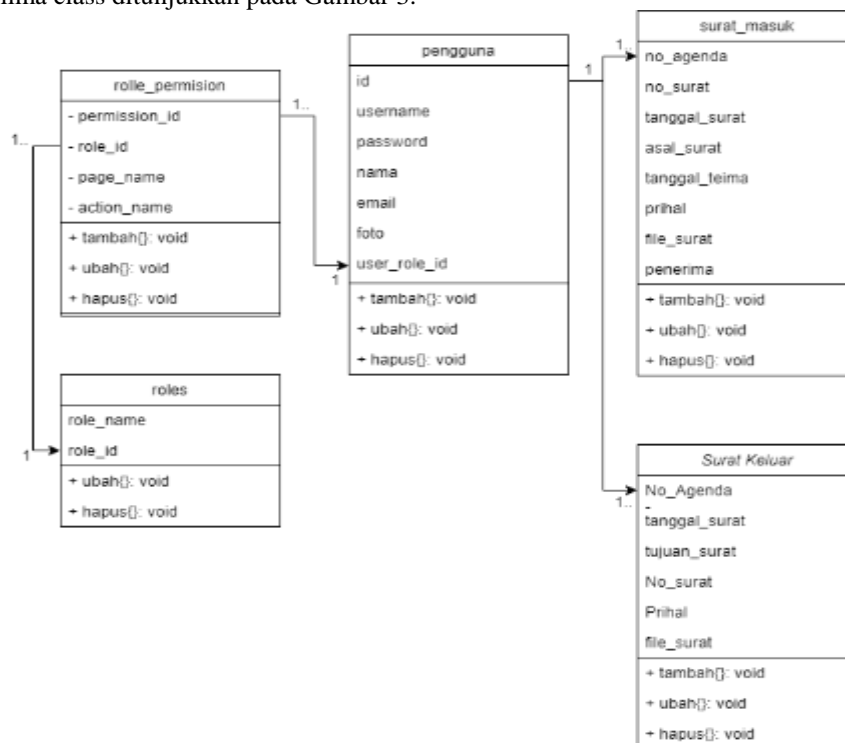 class ditunjukkan pada Gambar 3.
rolle_permision
- permission_id
- role_id
- page_name
- action_name
+ tambah{}: void
+ ubah{}: void
+ hapus{}: void
1..
1..
roles
role_name
role_id
+ ubah{}: void
+ hapus{}: void
1
pengguna
id
username
password
nama
email
foto
user_role_id
+ tambah{}: void
+ ubah{}: void
+ hapus{}: void
1
1
surat_masuk
no_agenda
no_surat
tanggal_surat
asal_surat
tanggal_teima
prihal
file_surat
penerima
+ tambah{}: void
+ ubah{}: void
+ hapus{}: void
1..
Surat Keluar
No_Agenda
-
tanggal_surat
tujuan_surat
No_surat
Prihal
file_surat
+ tambah{}: void
+ ubah{}: void
+ hapus{}: void
1..